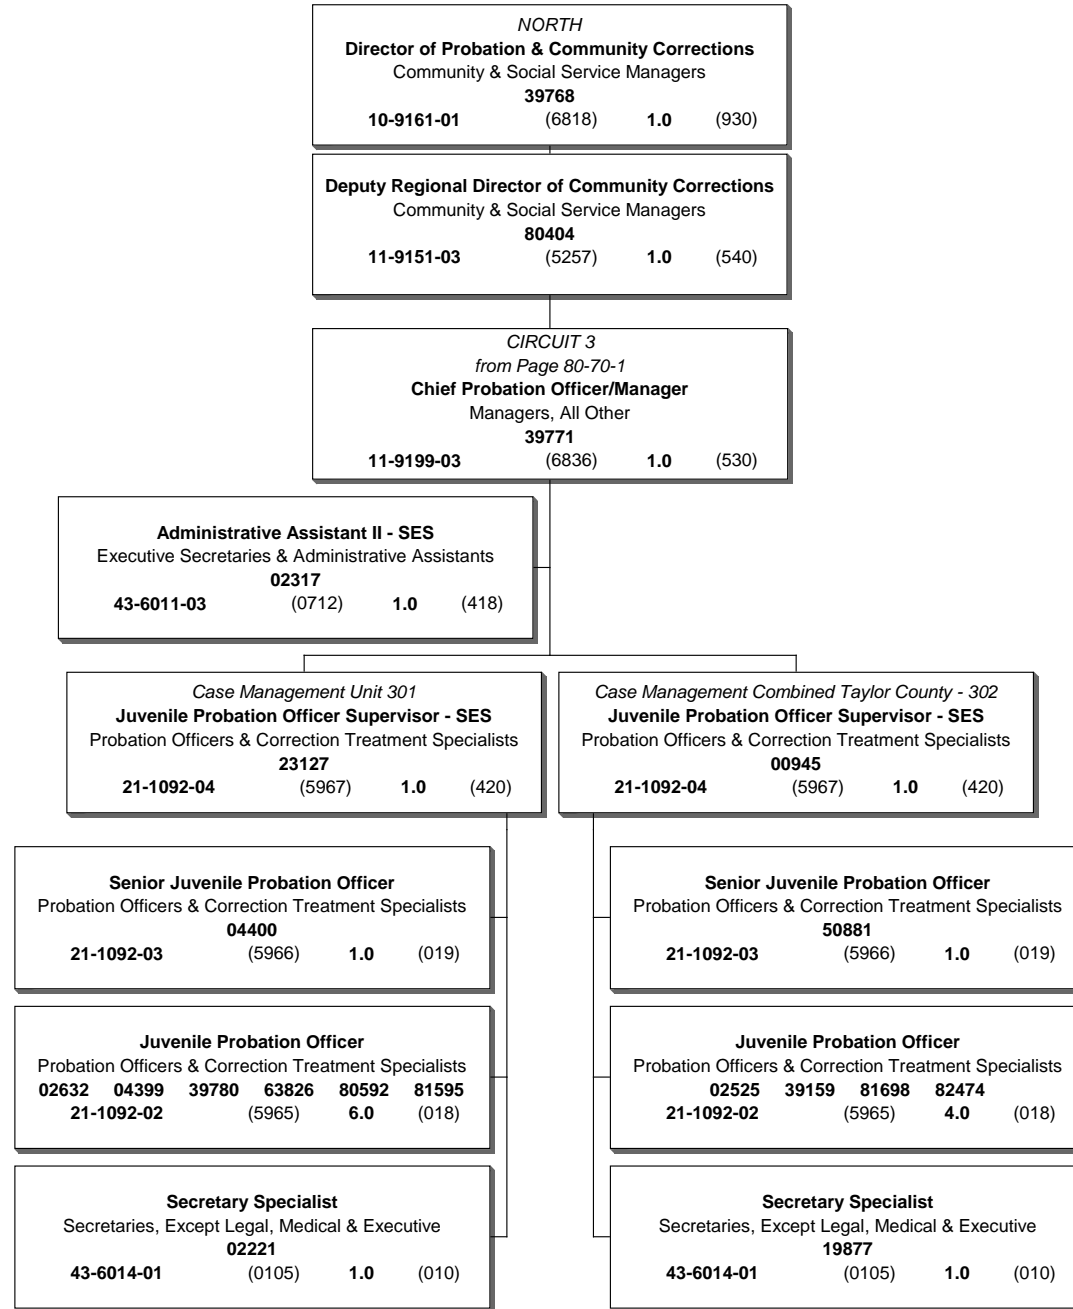 NORTH
Director of Probation & Community Corrections
Community & Social Service Managers
39768
10-9161-01 (6818) 1.0 (930)
Deputy Regional Director of Community Corrections
Community & Social Service Managers
80404
11-9151-03 (5257) 1.0 (540)
CIRCUIT 3
from Page 80-70-1
Chief Probation Officer/Manager
Managers, All Other
39771
11-9199-03 (6836) 1.0 (530)
Administrative Assistant II - SES
Executive Secretaries & Administrative Assistants
02317
43-6011-03 (0712) 1.0 (418)
Case Management Unit 301
Juvenile Probation Officer Supervisor - SES
Probation Officers & Correction Treatment Specialists
23127
21-1092-04 (5967) 1.0 (420)
Case Management Combined Taylor County - 302
Juvenile Probation Officer Supervisor - SES
Probation Officers & Correction Treatment Specialists
00945
21-1092-04 (5967) 1.0 (420)
Senior Juvenile Probation Officer
Probation Officers & Correction Treatment Specialists
04400
21-1092-03 (5966) 1.0 (019)
Senior Juvenile Probation Officer
Probation Officers & Correction Treatment Specialists
50881
21-1092-03 (5966) 1.0 (019)
Juvenile Probation Officer
Probation Officers & Correction Treatment Specialists
02632 04399 39780 63826 80592 81595
21-1092-02 (5965) 6.0 (018)
Juvenile Probation Officer
Probation Officers & Correction Treatment Specialists
02525 39159 81698 82474
21-1092-02 (5965) 4.0 (018)
Secretary Specialist
Secretaries, Except Legal, Medical & Executive
02221
43-6014-01 (0105) 1.0 (010)
Secretary Specialist
Secretaries, Except Legal, Medical & Executive
19877
43-6014-01 (0105) 1.0 (010)